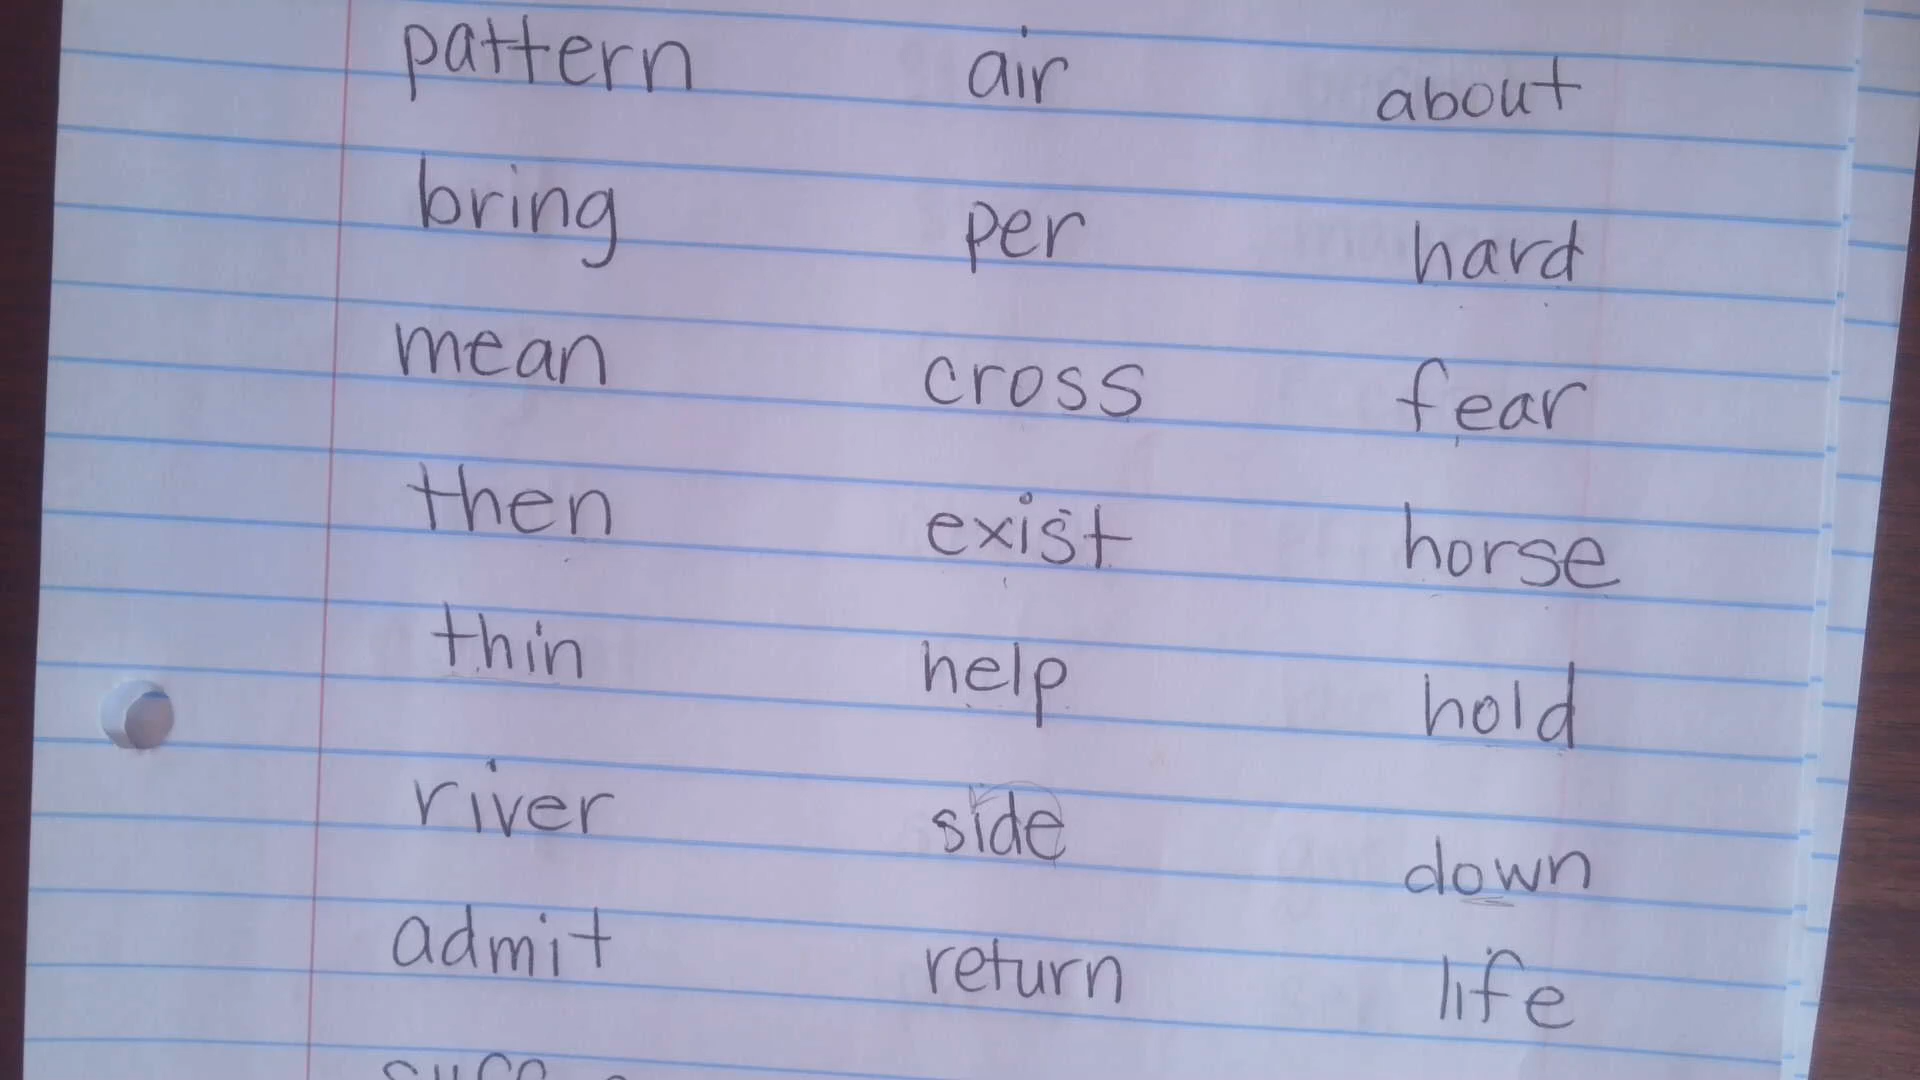 pattern air about
bring per hard
mean cross fear
then exist horse
thin help hold
river side down
admit return life